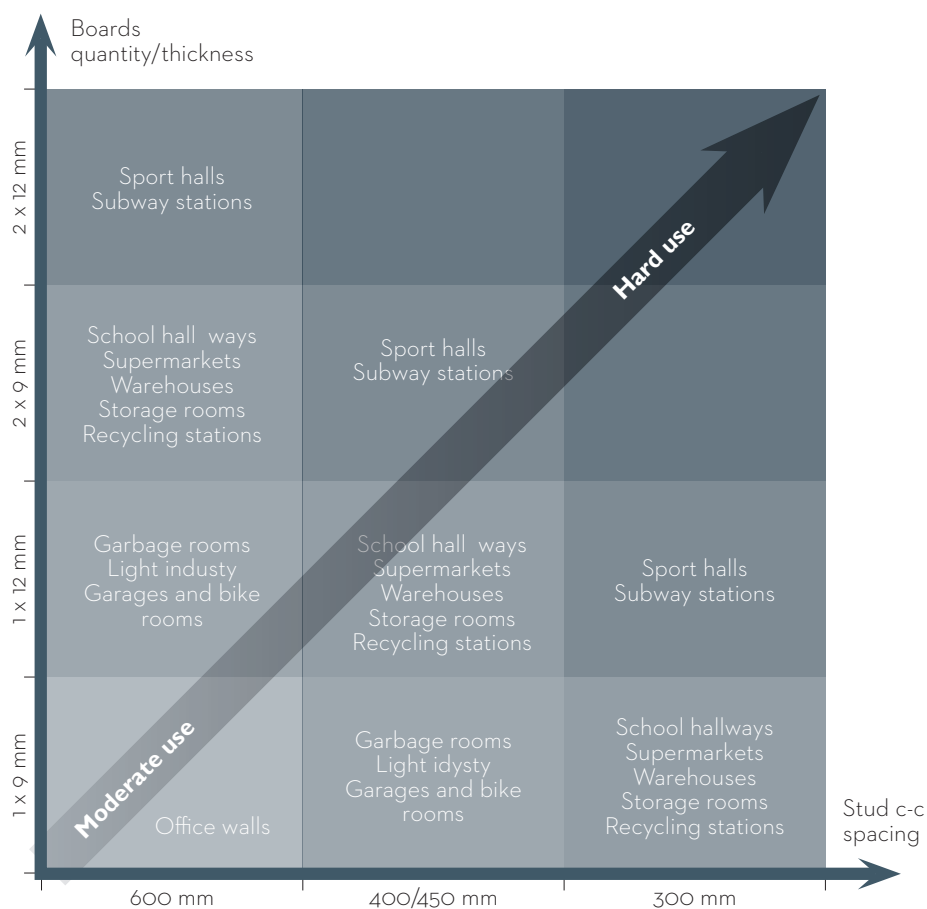 Boards
quantity/thickness
2 x 12 mm
Sport halls
Subway stations
Hard use
2 x 9 mm
School hall  ways
Supermarkets
Warehouses
Storage rooms
Recycling stations
Sport halls
Subway stations
1 x 12 mm
Garbage rooms
Light industy
Garages and bike
rooms
School hall  ways
Supermarkets
Warehouses
Storage rooms
Recycling stations
Sport halls
Subway stations
1 x 9 mm
Moderate use
Office walls
Garbage rooms
Light idysty
Garages and bike
rooms
School hallways
Supermarkets
Warehouses
Storage rooms
Recycling stations
Stud c-c
spacing
600 mm
400/450 mm
300 mm